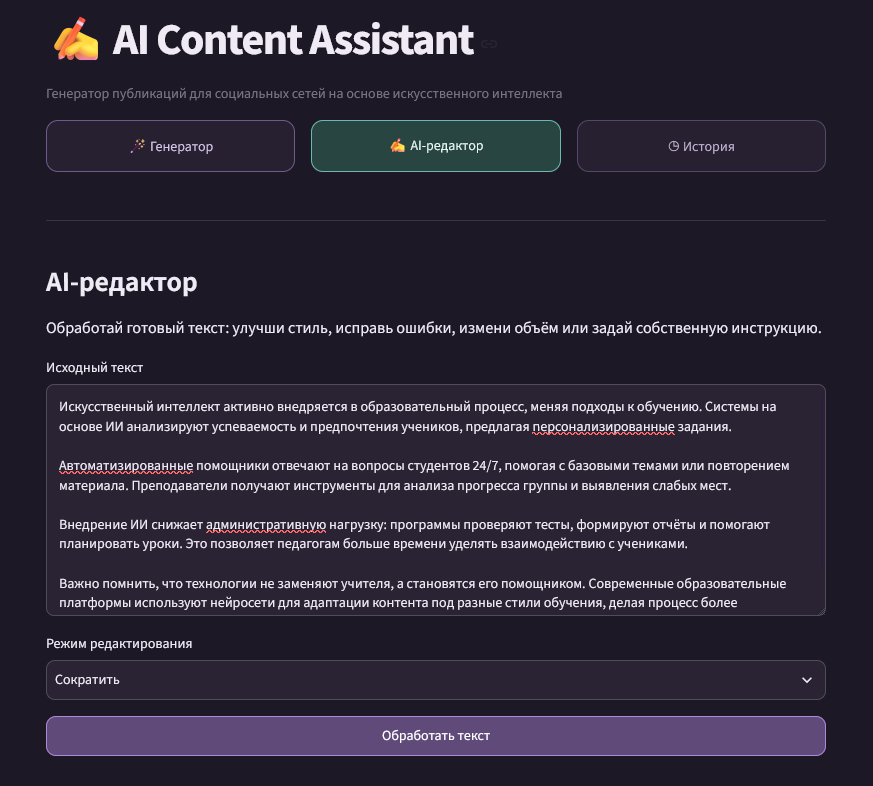 ✍️ AI Content Assistant
Генератор публикаций для социальных сетей на основе искусственного интеллекта
Генератор
✍️ AI-редактор
История
AI-редактор
Обработай готовый текст: улучши стиль, исправь ошибки, измени объём или задай собственную инструкцию.
Исходный текст
Искусственный интеллект активно внедряется в образовательный процесс, меняя подходы к обучению. Системы на
основе ИИ анализируют успеваемость и предпочтения учеников, предлагая персонализированные задания.
Автоматизированные помощники отвечают на вопросы студентов 24/7, помогая с базовыми темами или повторением
материала. Преподаватели получают инструменты для анализа прогресса группы и выявления слабых мест.
Внедрение ИИ снижает административную нагрузку: программы проверяют тесты, формируют отчёты и помогают
планировать уроки. Это позволяет педагогам больше времени уделять взаимодействию с учениками.
Важно помнить, что технологии не заменяют учителя, а становятся его помощником. Современные образовательные
платформы используют нейросети для адаптации контента под разные стили обучения, делая процесс более
Режим редактирования
Сократить
Обработать текст